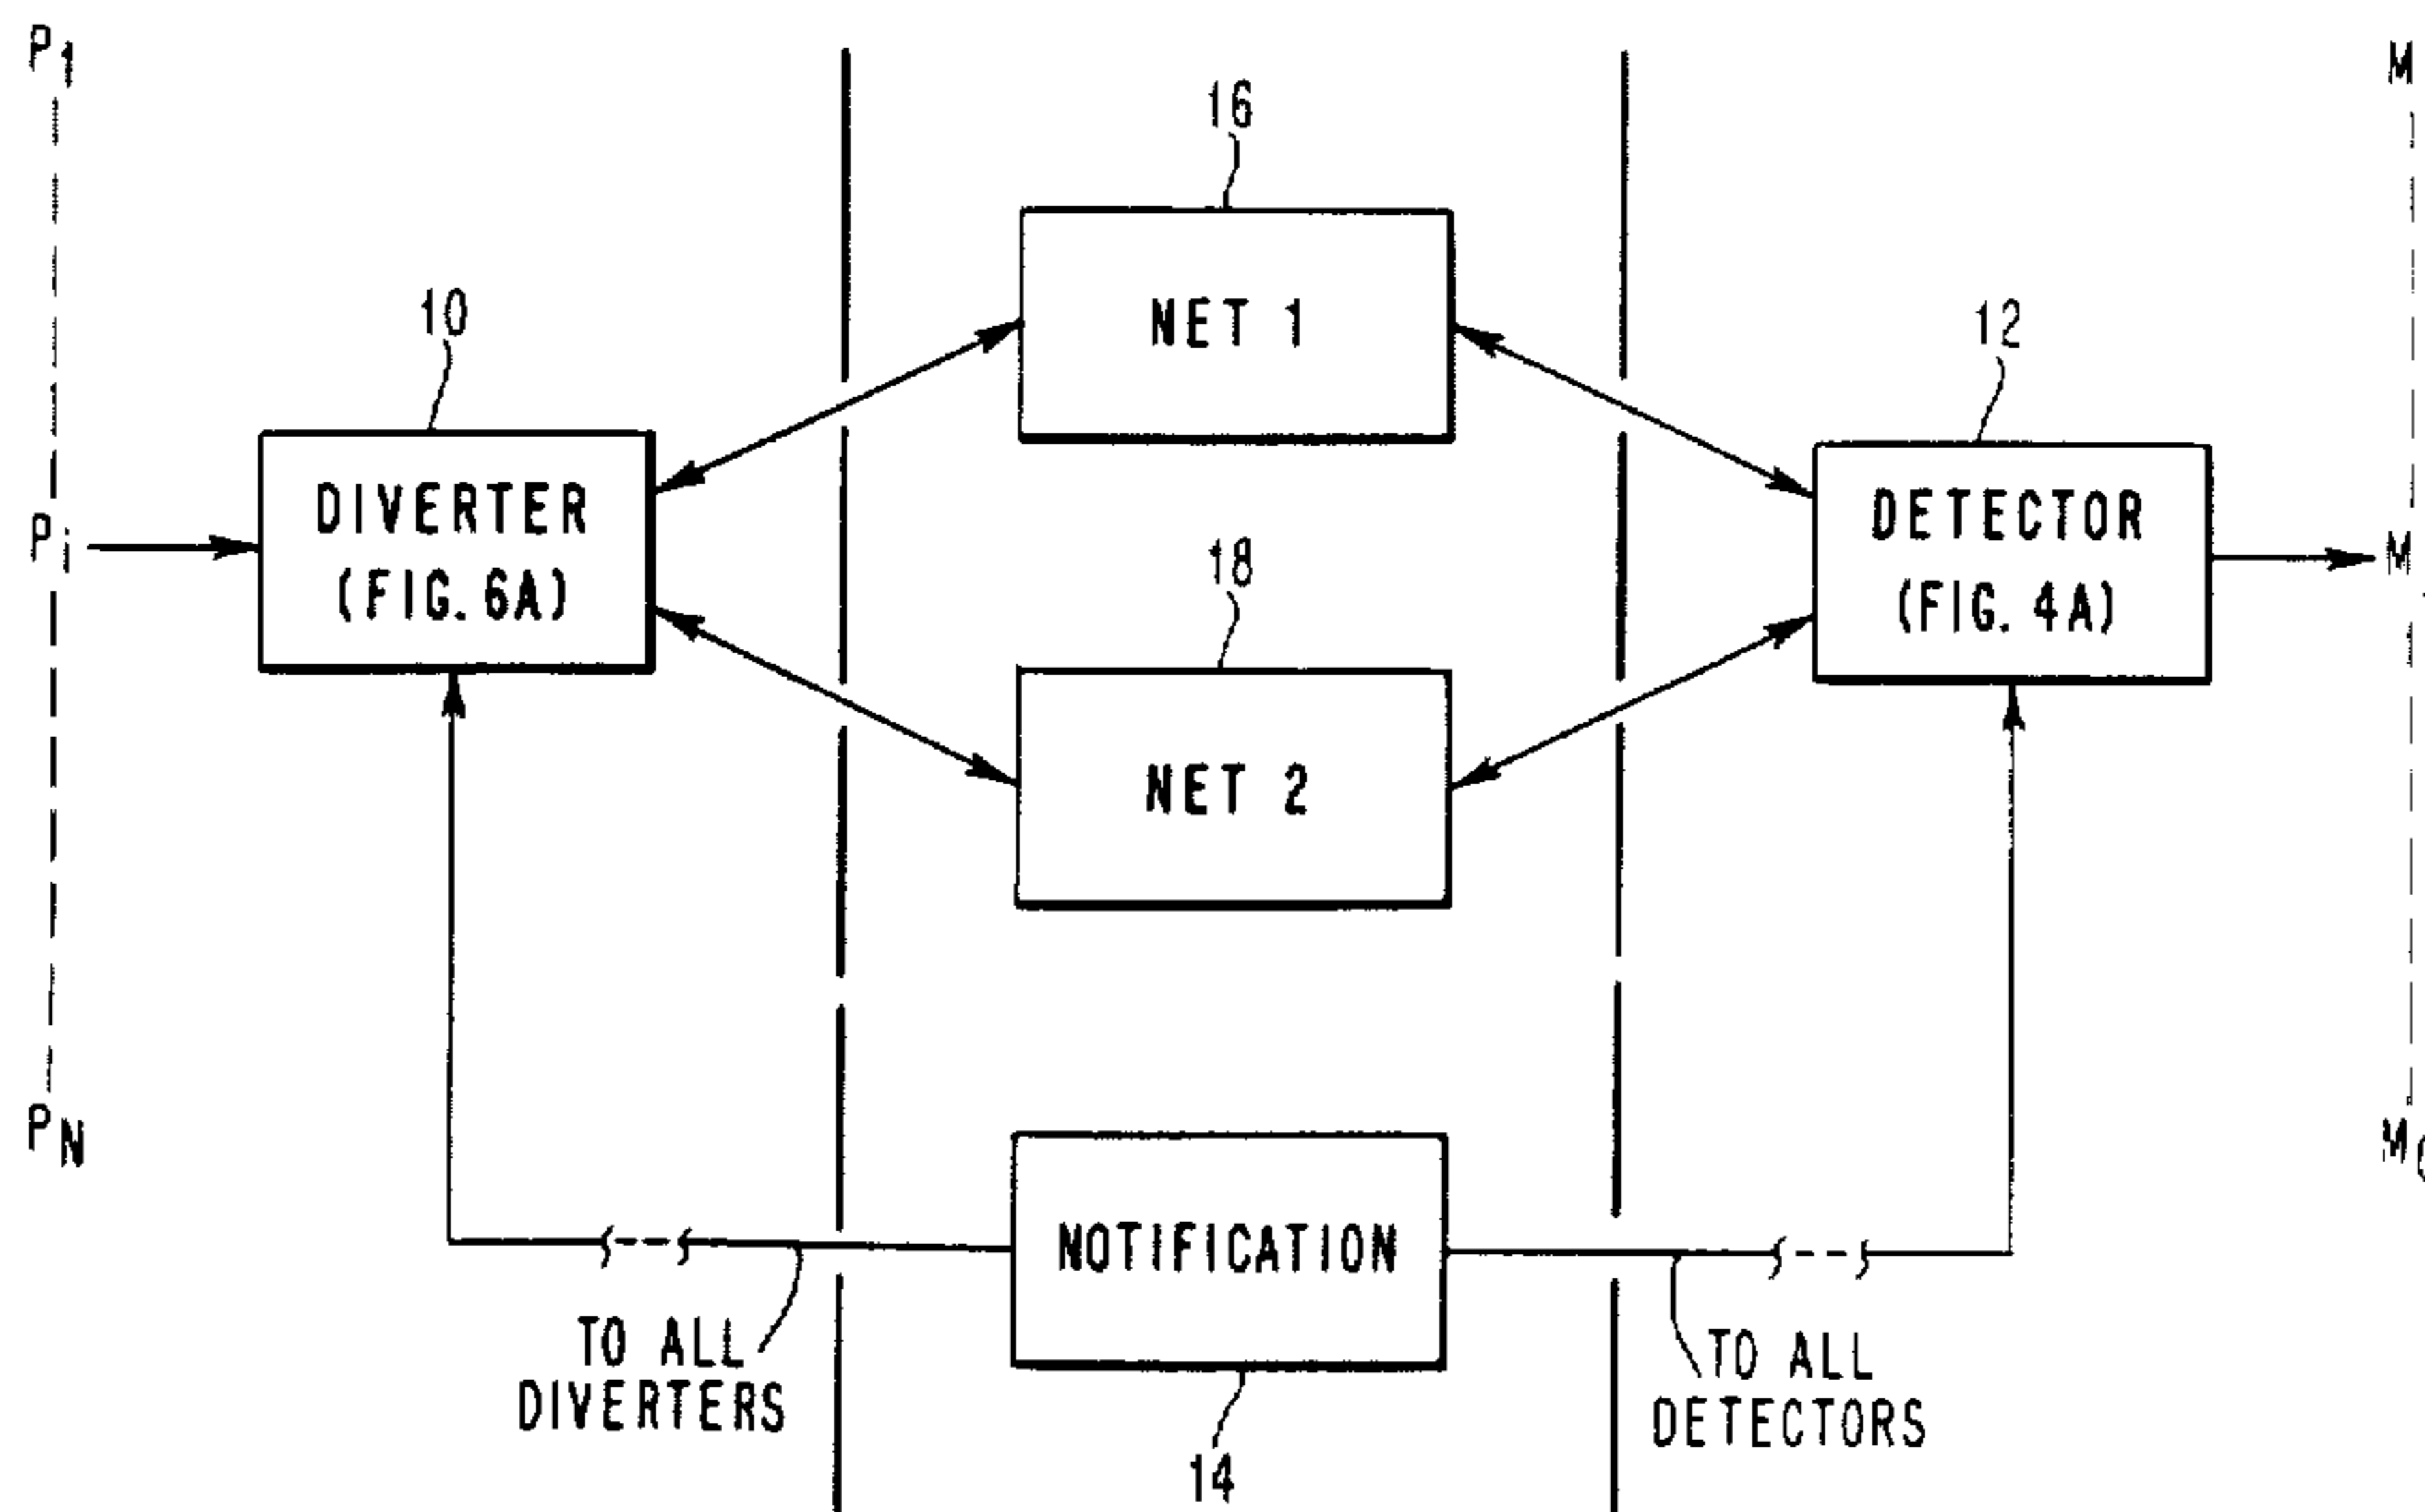 P1
M
16
10
NET 1
12
DIVERTER
(FIG. 6A)
Pi
DETECTOR
(FIG. 4A)
M
18
NET 2
PN
M
NOTIFICATION
TO ALL
DIVERTERS
TO ALL
DETECTORS
14